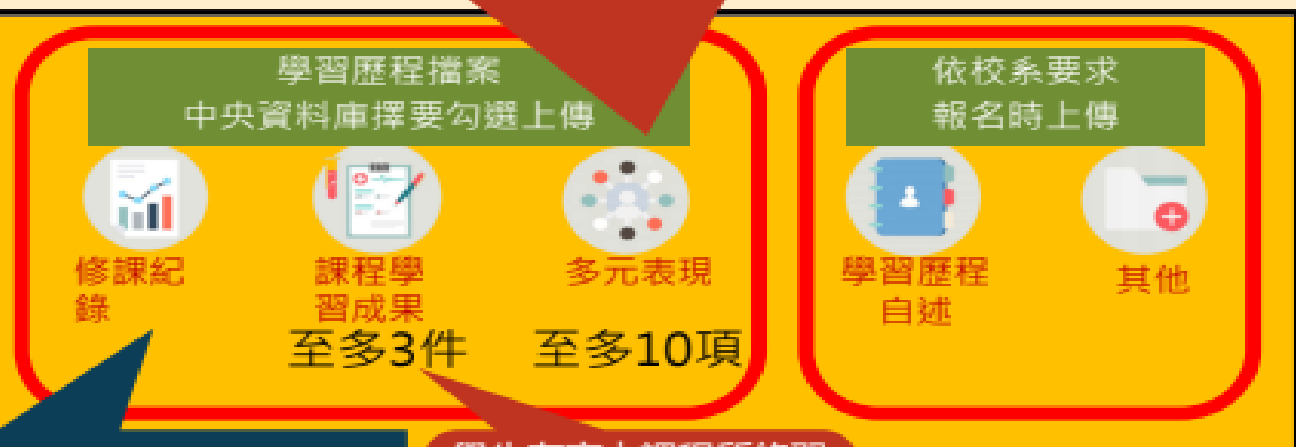 學習歷程擋案
中央資料庫擇要勾選上傳
依校系要求
報名時上傳
修課紀
錄
課程學
習成果
至多3件
多元表現
至多10項
學習歷程
自述
其他